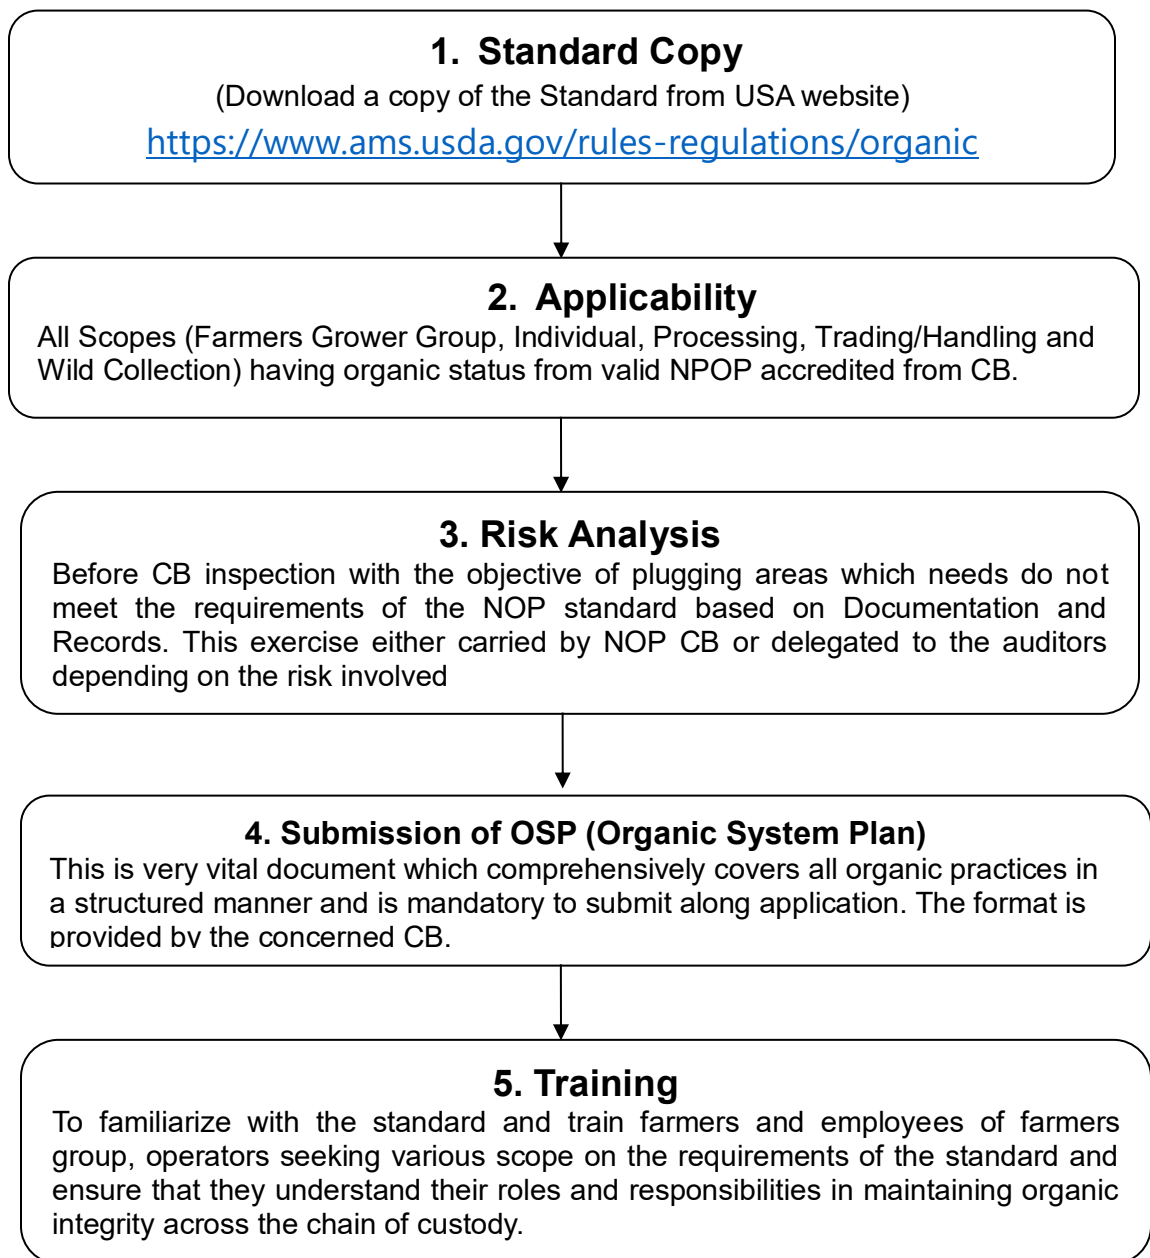 1. Standard Copy
(Download a copy of the Standard from USA website)
https://www.ams.usda.gov/rules-regulations/organic
2. Applicability
All Scopes (Farmers Grower Group, Individual, Processing, Trading/Handling and
Wild Collection) having organic status from valid NPOP accredited from CB.
3. Risk Analysis
Before CB inspection with the objective of plugging areas which needs do not
meet the requirements of the NOP standard based on Documentation and
Records. This exercise either carried by NOP CB or delegated to the auditors
depending on the risk involved
4. Submission of OSP (Organic System Plan)
This is very vital document which comprehensively covers all organic practices in
a structured manner and is mandatory to submit along application. The format is
provided by the concerned CB.
5. Training
To familiarize with the standard and train farmers and employees of farmers
group, operators seeking various scope on the requirements of the standard and
ensure that they understand their roles and responsibilities in maintaining organic
integrity across the chain of custody.